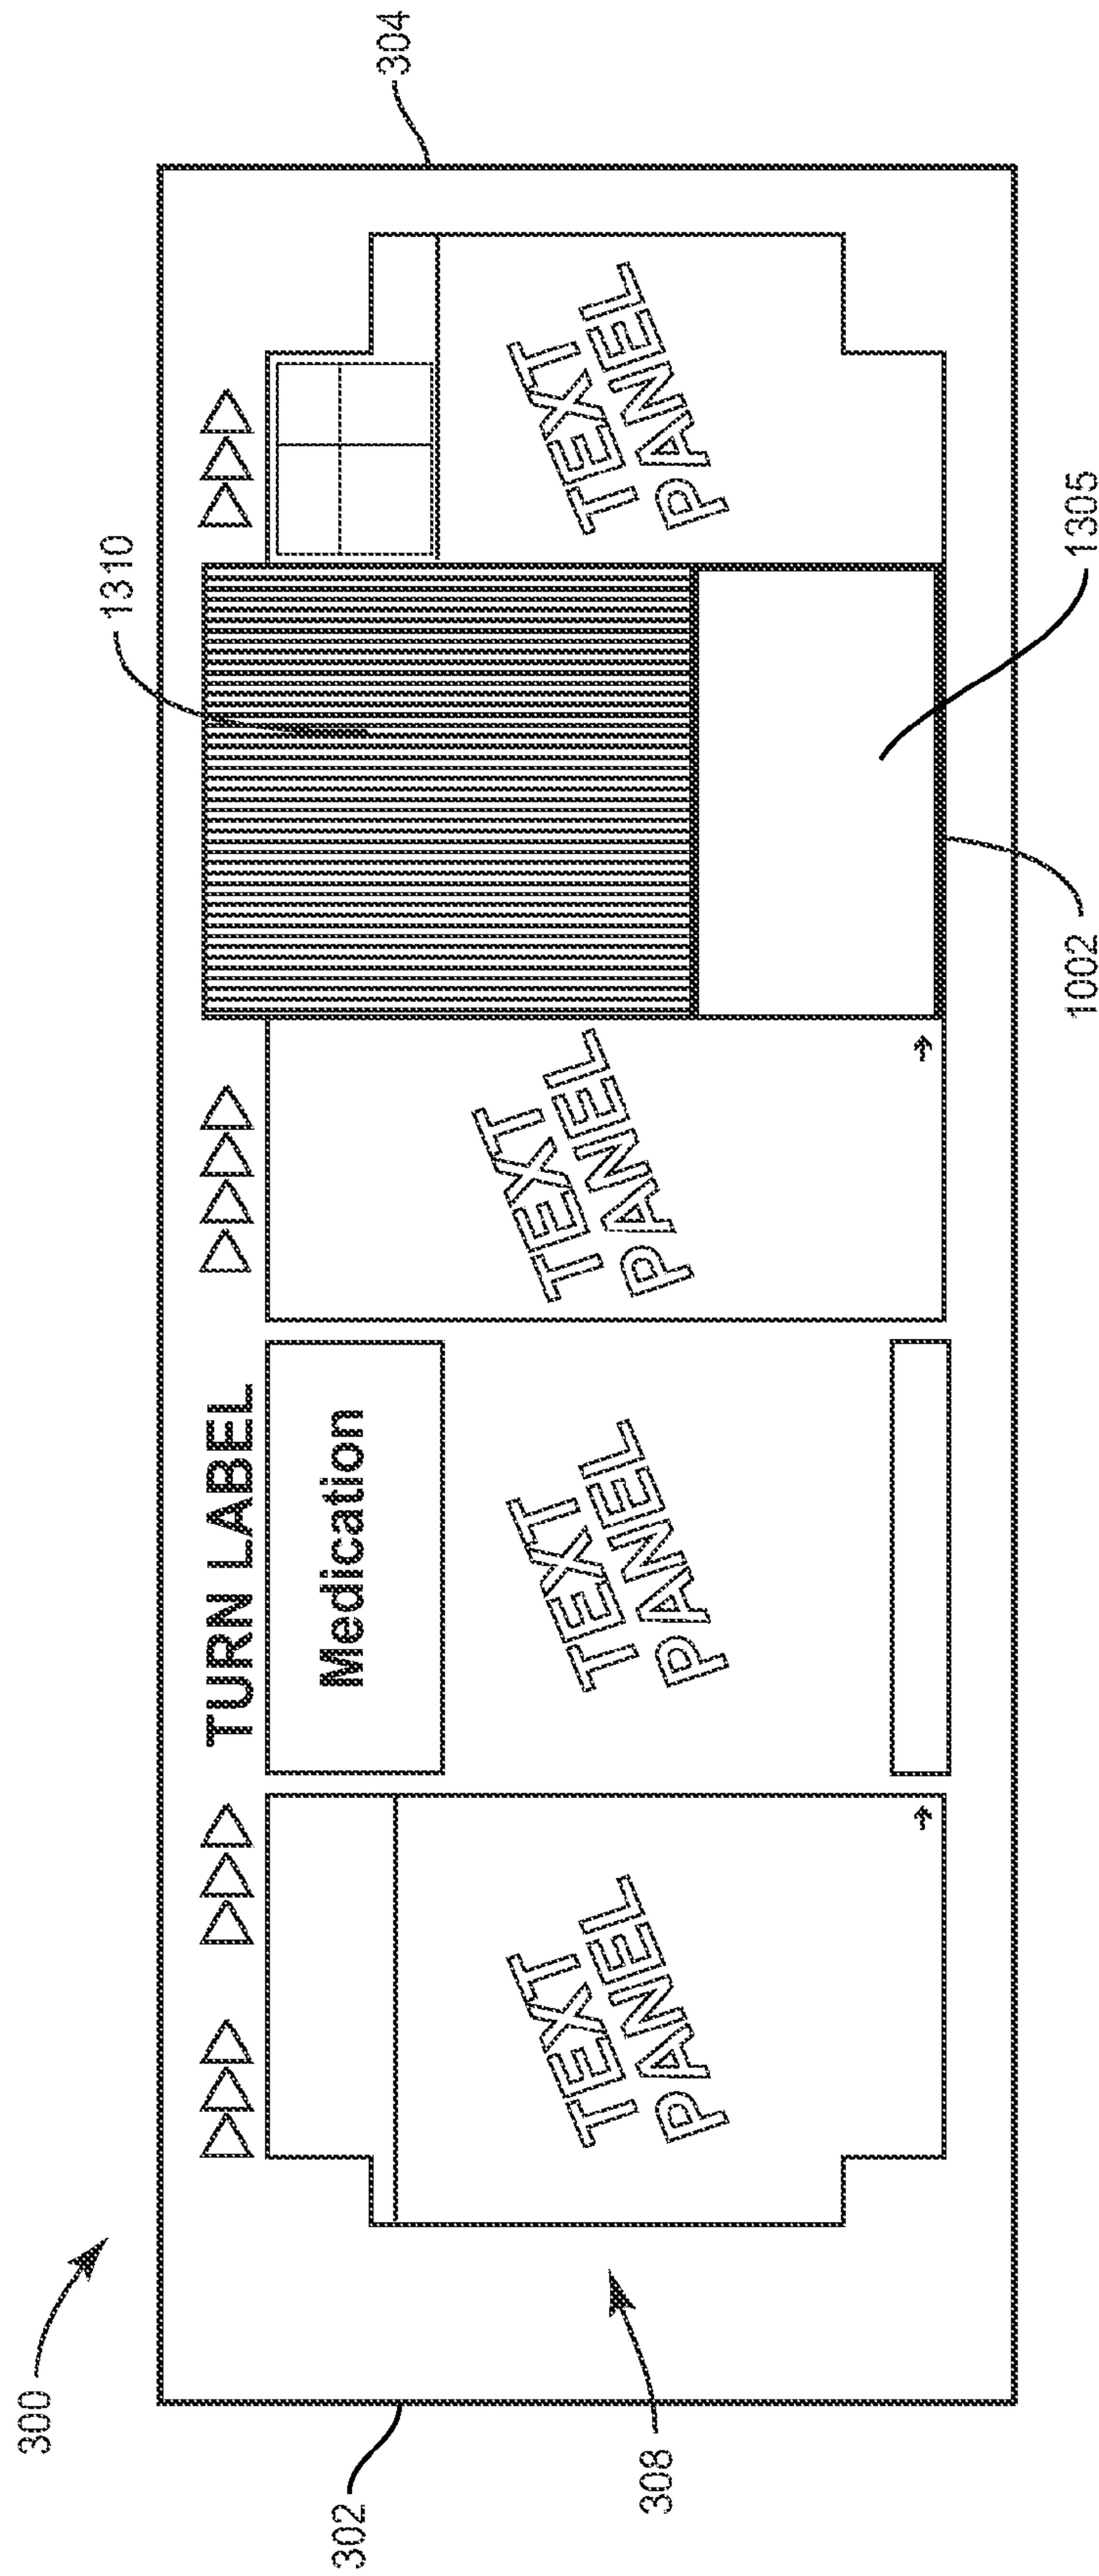 300
302
308
TURN LABEL
Medication
TEXT
PANEL
TEXT
PANEL
TEXT
PANEL
TEXT
PANEL
1310
304
1002
1305